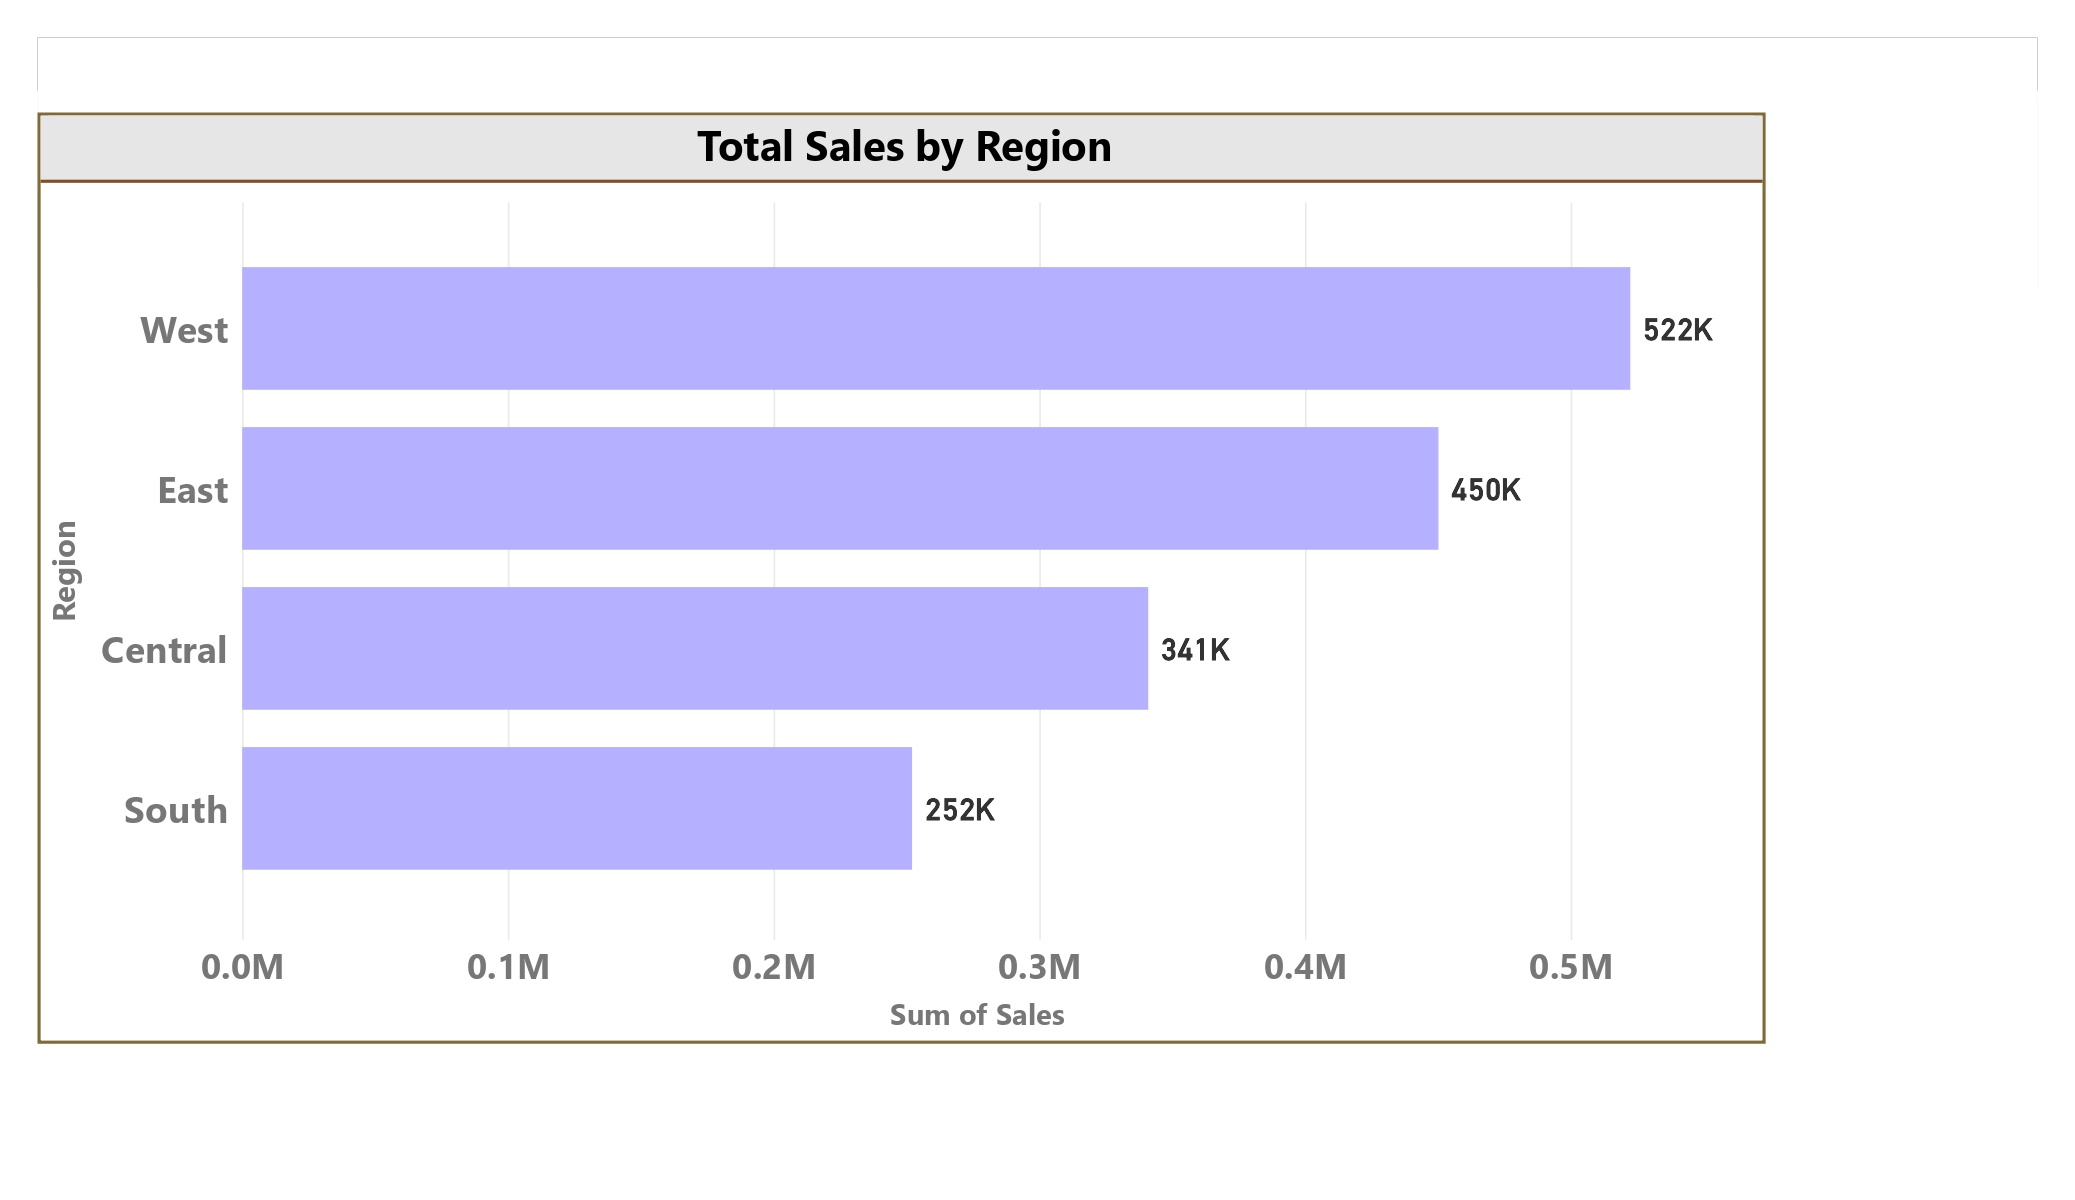 Total Sales by Region
West
522K
East
450K
Region
Central
341K
South
252K
0.0M 0.1M 0.2M 0.3M 0.4M 0.5M
Sum of Sales